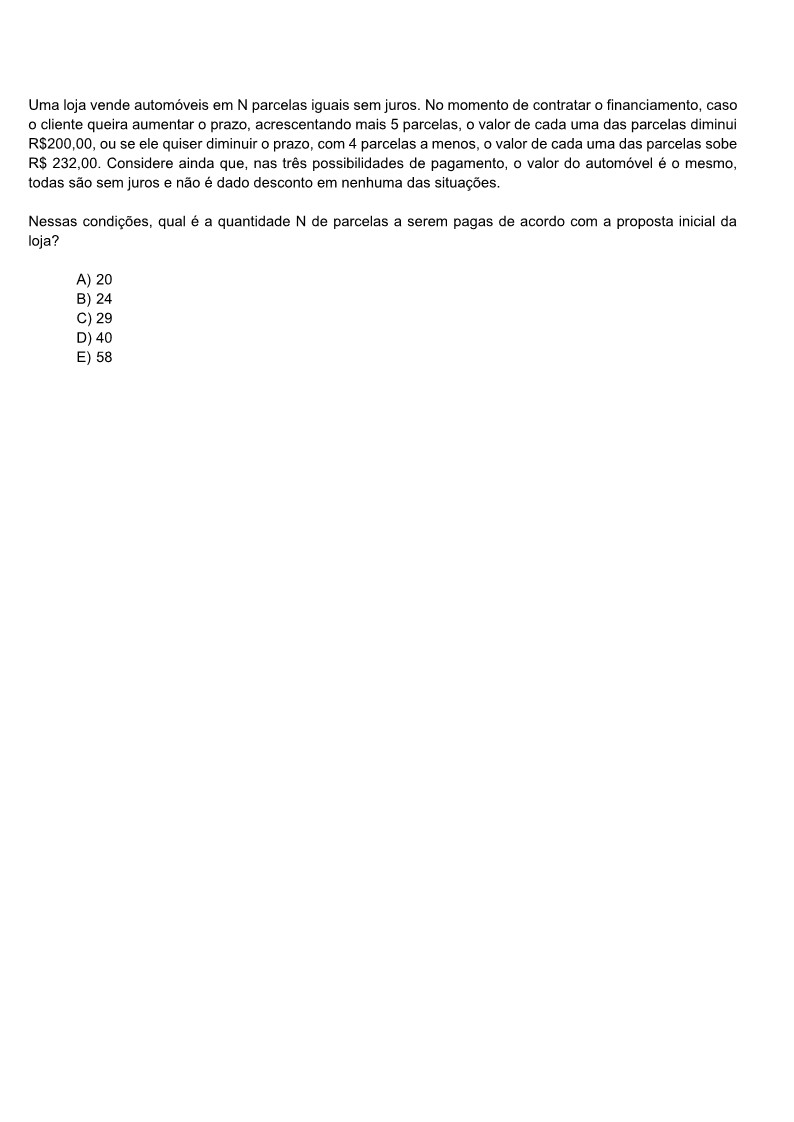 Uma loja vende automóveis em N parcelas iguais sem juros. No momento de contratar o financiamento, caso
o cliente queira aumentar o prazo, acrescentando mais 5 parcelas, o valor de cada uma das parcelas diminui
R$200,00, ou se ele quiser diminuir o prazo, com 4 parcelas a menos, o valor de cada uma das parcelas sobe
R$ 232,00. Considere ainda que, nas três possibilidades de pagamento, o valor do automóvel é o mesmo,
todas são sem juros e não é dado desconto em nenhuma das situações.
Nessas condições, qual é a quantidade N de parcelas a serem pagas de acordo com a proposta inicial da
loja?
A) 20
B) 24
C) 29
D) 40
E) 58